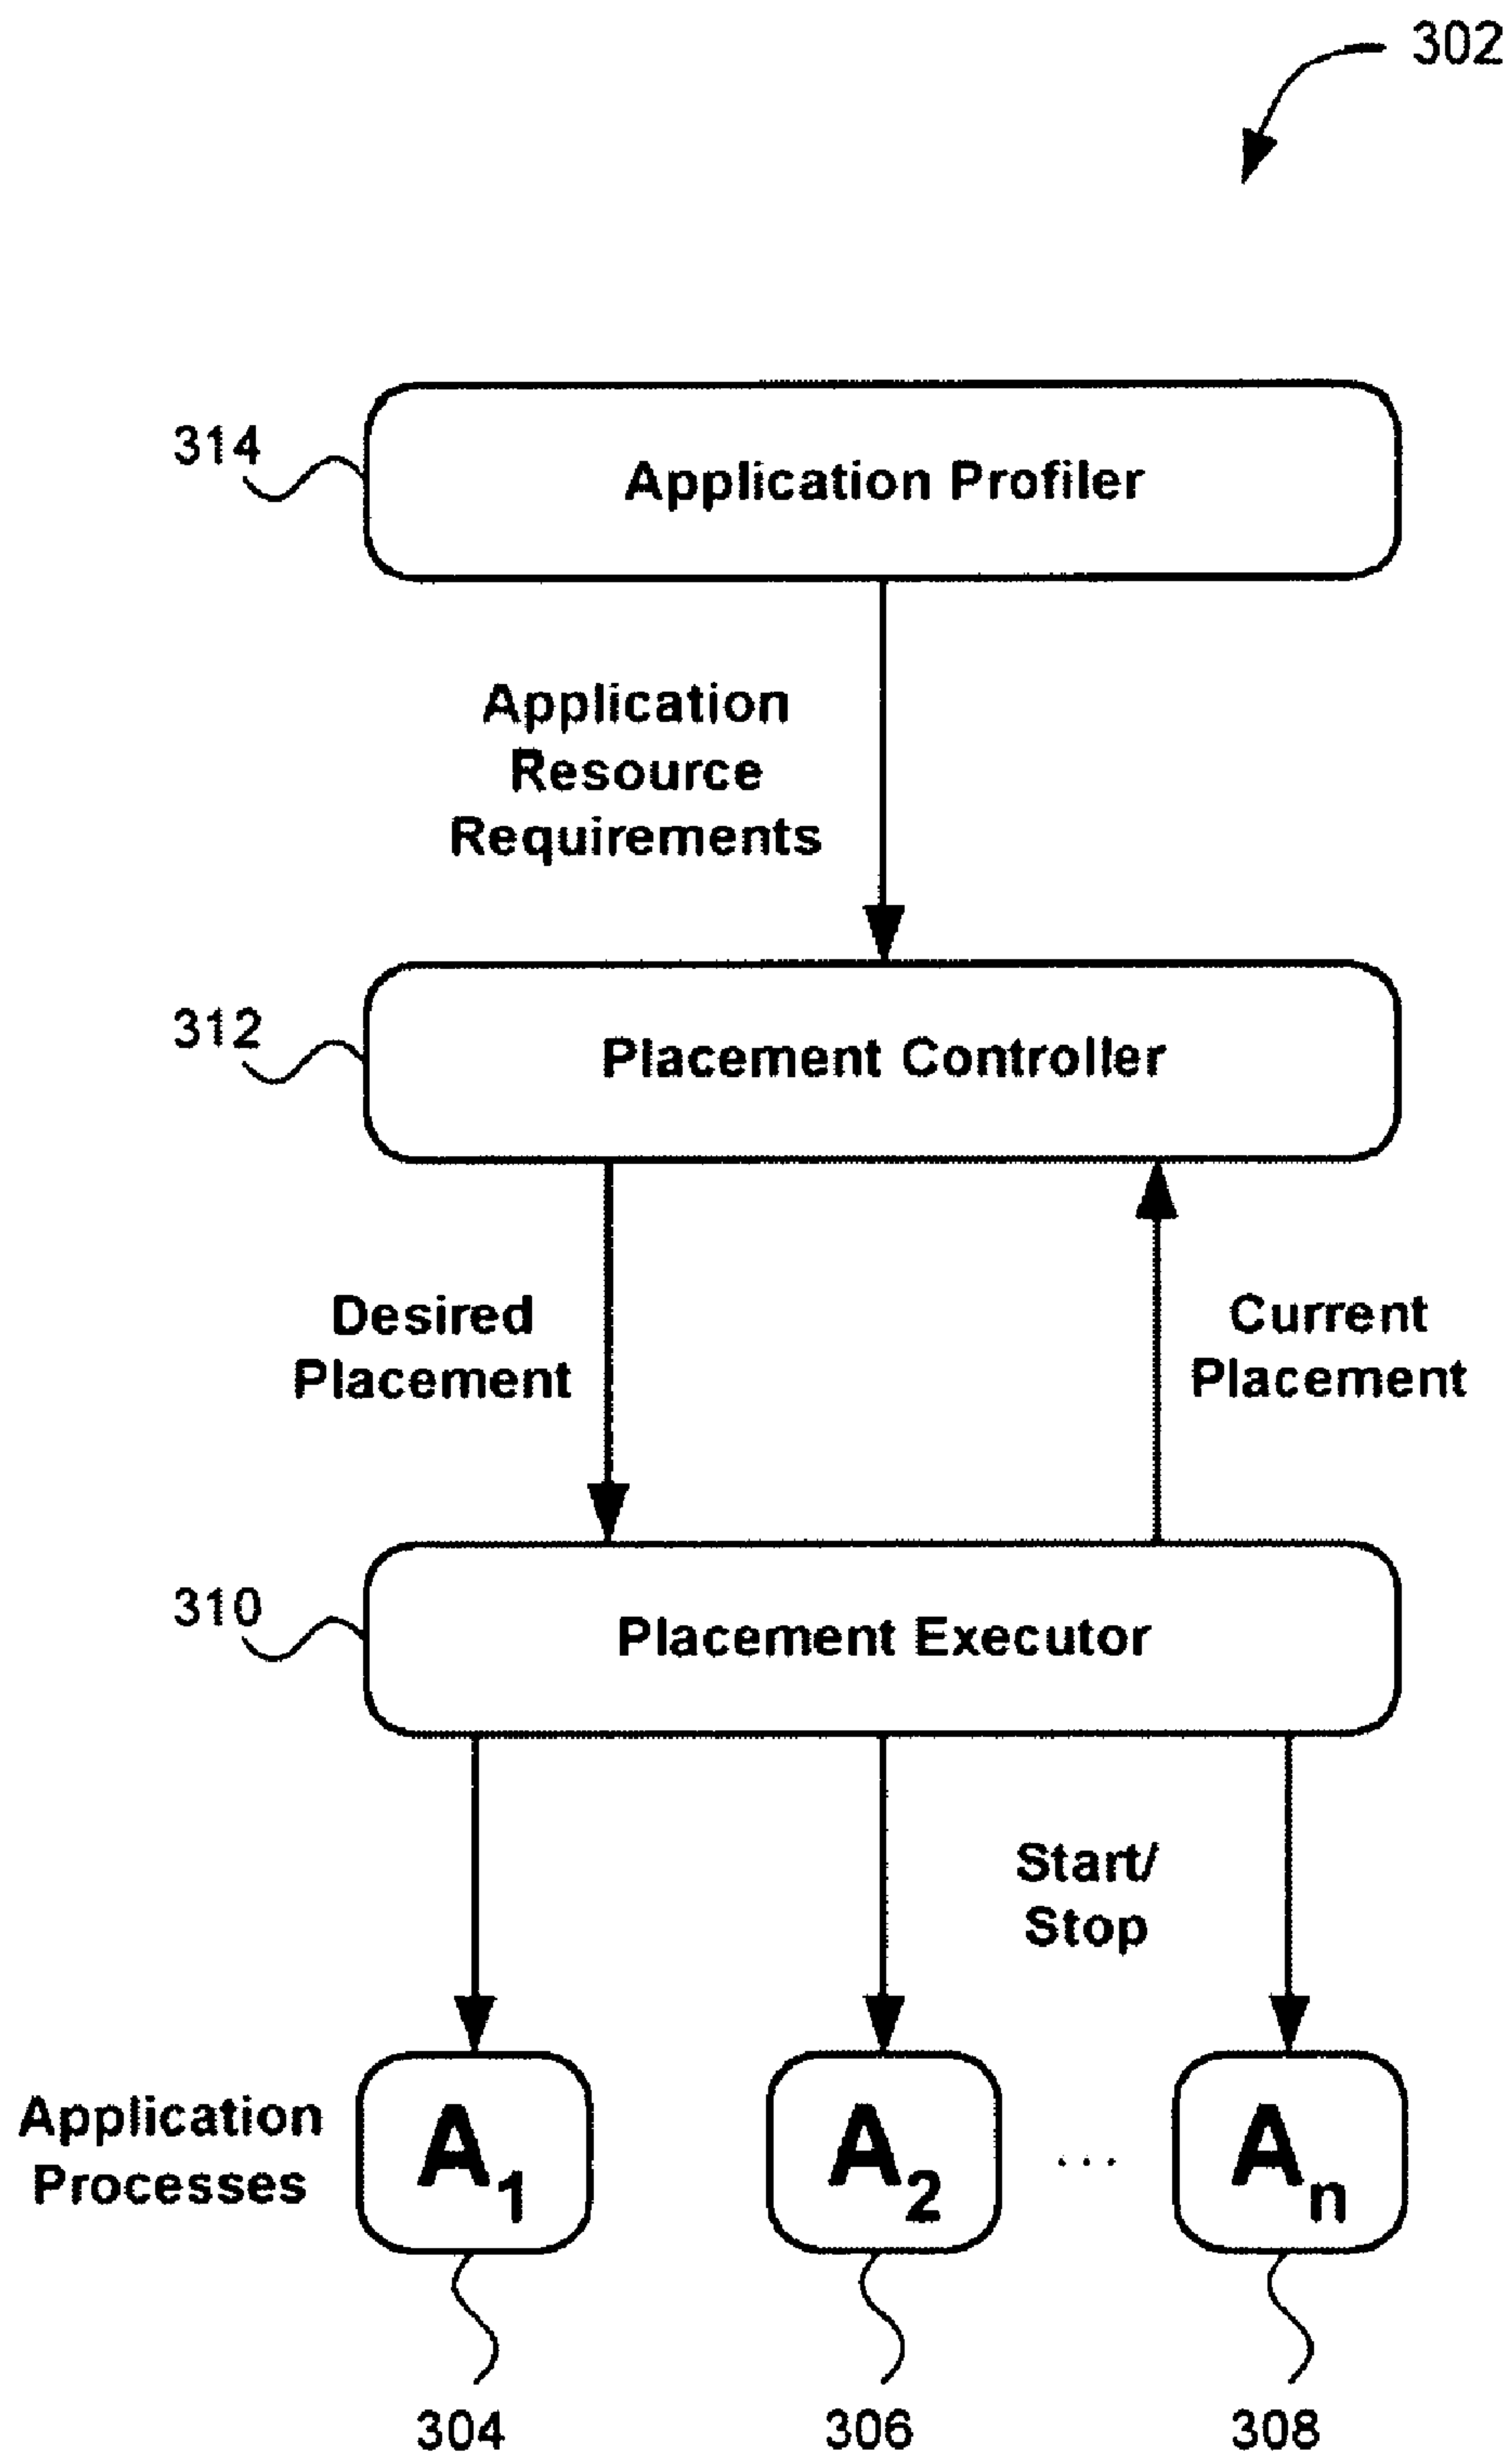 302
314
Application Profiler
Application
Resource
Requirements
312
Placement Controller
Desired
Placement
Current
Placement
310
Placement Executor
Start/
Stop
Application
Processes
A1
A2
...
An
304
306
308